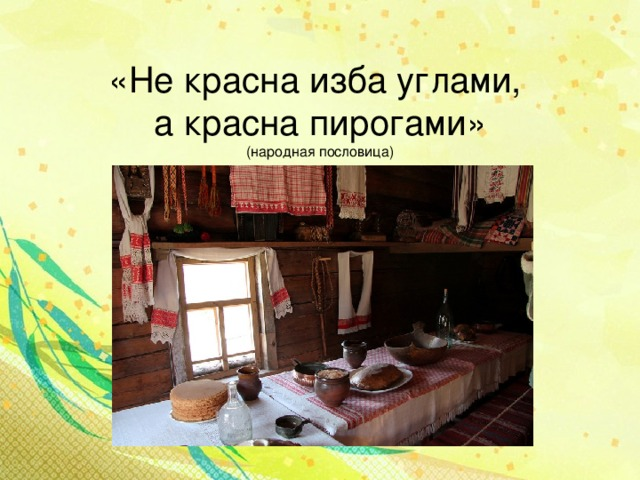 «Не красна изба углами,
а красна пирогами»
(народная пословица)